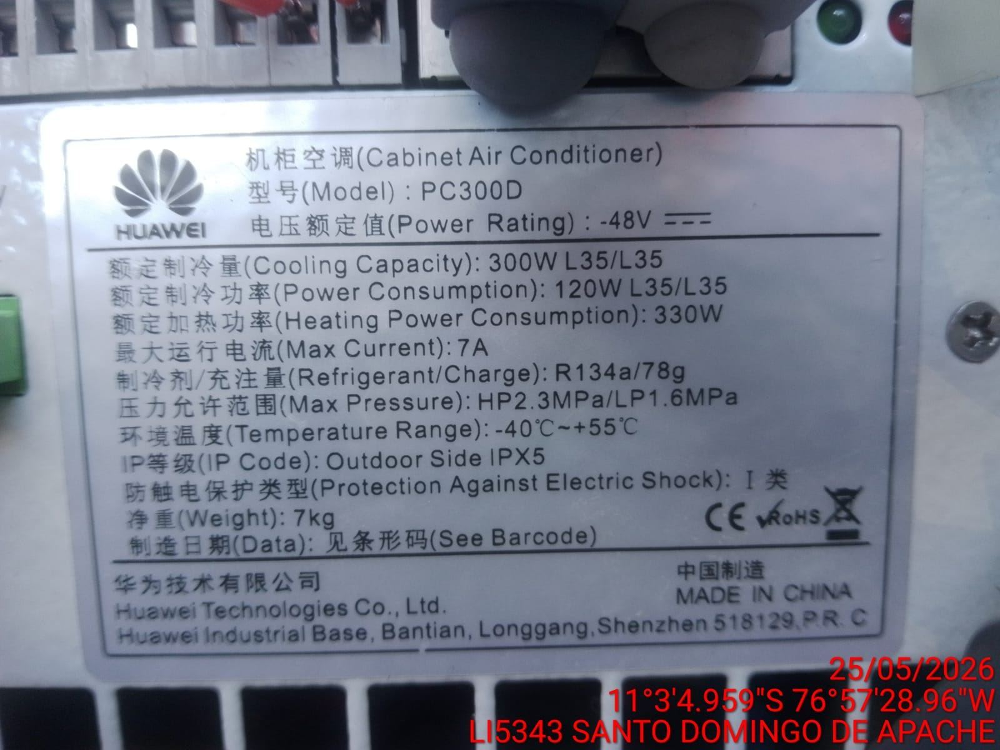 HUAWEI
机柜空调(Cabinet Air Conditioner)
型号(Model) : PC300D
电压额定值(Power Rating) : -48V
额定制冷量(Cooling Capacity): 300W L35/L35
额定制冷功率(Power Consumption): 120W L35/L35
额定加热功率(Heating Power Consumption): 330W
最大运行电流(Max Current): 7A
制冷剂/充注量(Refrigerant/Charge): R134a/78g
压力允许范围(Max Pressure): HP2.3MPa/LP1.6MPa
环境温度(Temperature Range): -40℃~+55℃
IP等级(IP Code): Outdoor Side IPX5
防触电保护类型(Protection Against Electric Shock): I 类
净重(Weight): 7kg
CE RoHS
制造日期(Data): 见条形码(See Barcode)
华为技术有限公司
中国制造
Huawei Technologies Co., Ltd.
MADE IN CHINA
Huawei Industrial Base, Bantian, Longgang,Shenzhen 518129,P.R. C
25/05/2026
11°3'4.959"S 76°57'28.96"W
LI5343 SANTO DOMINGO DE APACHE